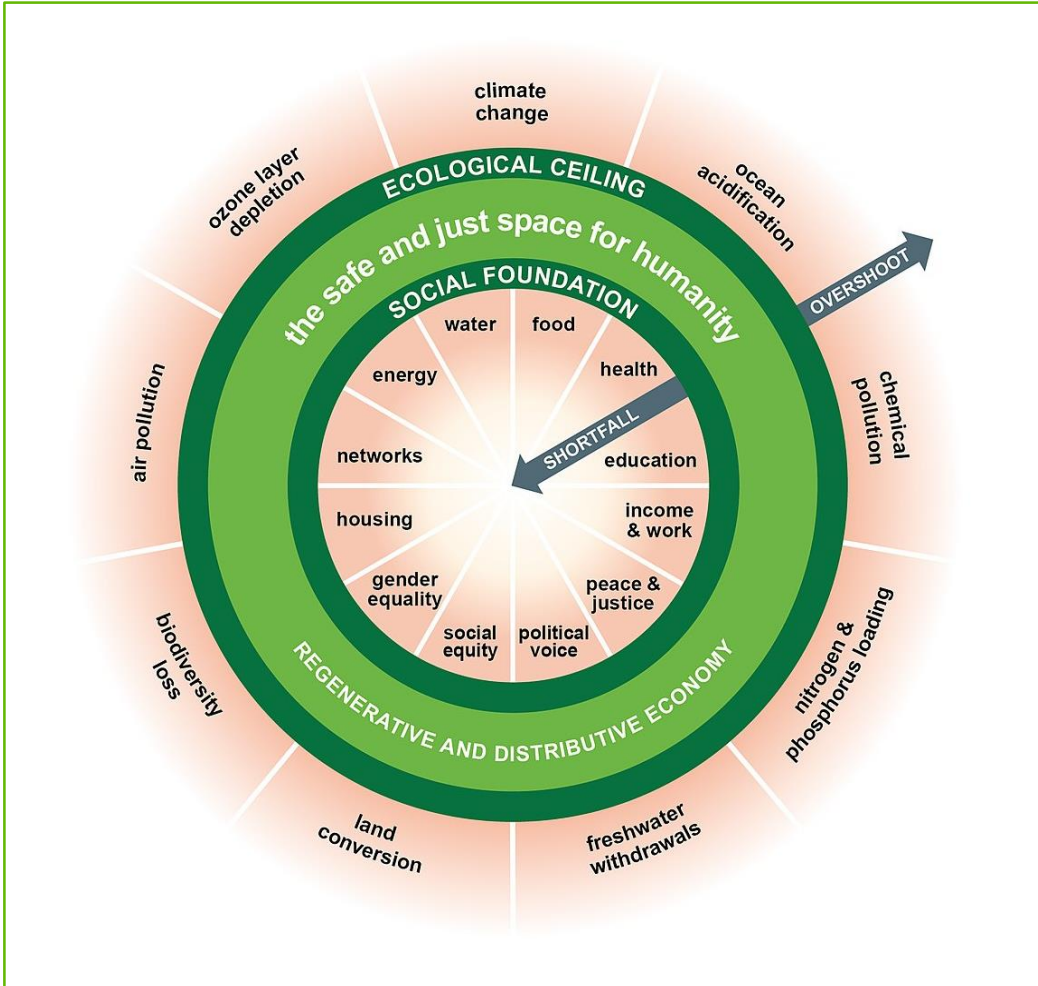 climate
change
ocean
acidification
chemical
pollution
nitrogen &
phosphorus loading
freshwater
withdrawals
land
conversion
biodiversity
loss
air pollution
ozone layer
depletion
OVERSHOOT
ECOLOGICAL CEILING
the safe and just space for humanity
SOCIAL FOUNDATION
water
food
health
SHORTFALL
education
income
& work
peace &
justice
political
voice
social
equity
gender
equality
housing
networks
energy
REGENERATIVE AND DISTRIBUTIVE ECONOMY